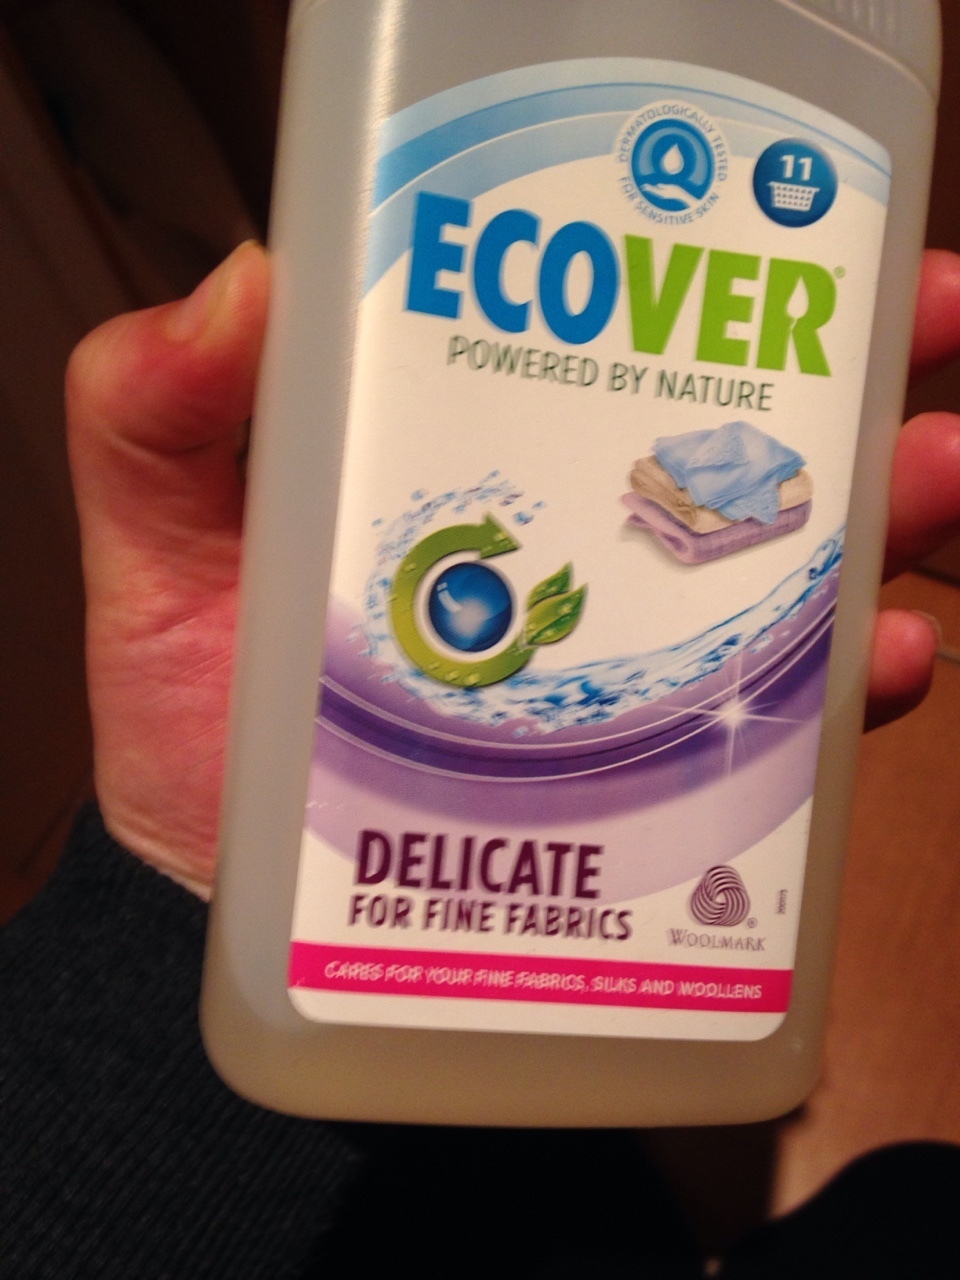 DERMATOLOGICALLY TESTED
FOR SENSITIVE SKIN
11
ECOVER®
POWERED BY NATURE
DELICATE
FOR FINE FABRICS
®
WOOLMARK
CARES FOR YOUR FINE FABRICS, SILKS AND WOOLLENS